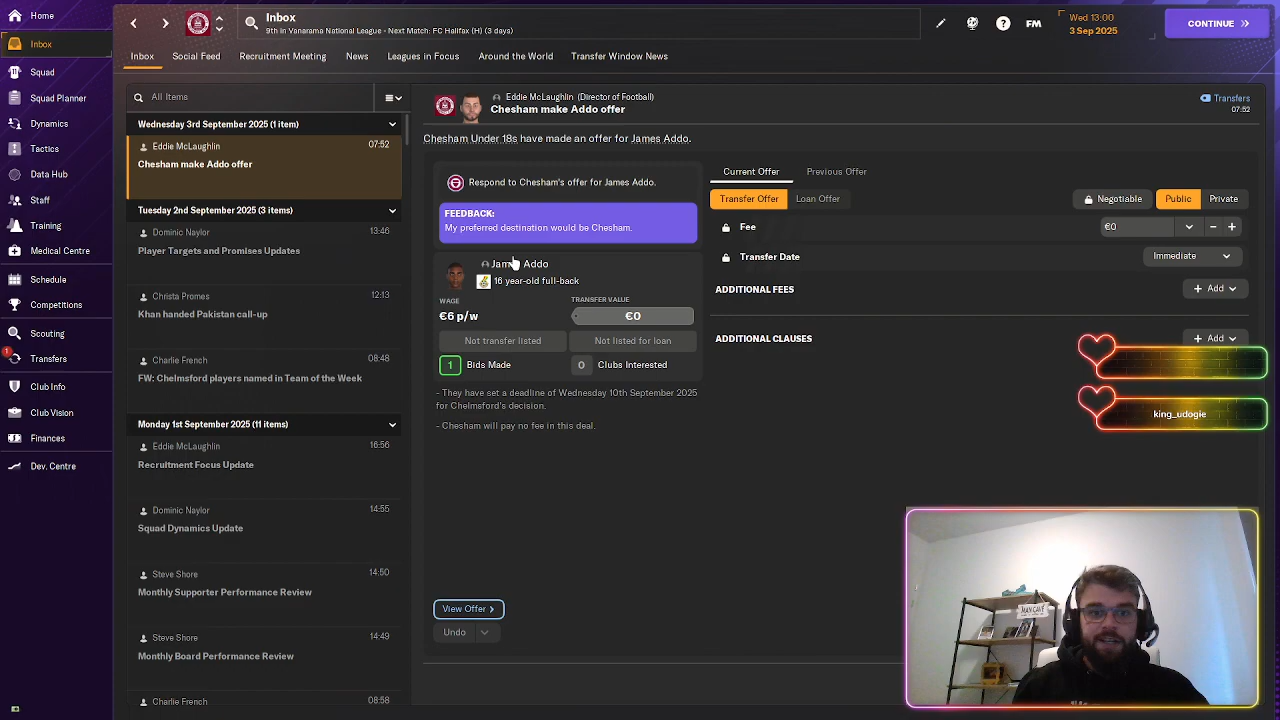 Home
Inbox
Squad
Squad Planner
Dynamics
Tactics
Data Hub
Staff
Training
Medical Centre
Schedule
Competitions
Scouting
Transfers
Club Info
Club Vision
Finances
Dev. Centre
Inbox
9th in Vanarama National League - Next Match: FC Halifax (H) (3 days)
FM
Wed 13:00
3 Sep 2025
CONTINUE
Inbox
Social Feed
Recruitment Meeting
News
Leagues in Focus
Around the World
Transfer Window News
All Items
Wednesday 3rd September 2025 (1 item)
Eddie McLaughlin 07:52
Chesham make Addo offer
Tuesday 2nd September 2025 (3 items)
Dominic Naylor 13:46
Player Targets and Promises Updates
Christa Promes 12:13
Khan handed Pakistan call-up
Charlie French 08:48
FW: Chelmsford players named in Team of the Week
Monday 1st September 2025 (11 items)
Eddie McLaughlin 16:56
Recruitment Focus Update
Dominic Naylor 14:55
Squad Dynamics Update
Steve Shore 14:50
Monthly Supporter Performance Review
Steve Shore 14:49
Monthly Board Performance Review
Charlie French 08:58
Eddie McLaughlin (Director of Football)
Chesham make Addo offer
Transfers
07:52
Chesham Under 18s have made an offer for James Addo.
Respond to Chesham's offer for James Addo.
FEEDBACK:
My preferred destination would be Chesham.
James Addo
16 year-old full-back
WAGE
€6 p/w
TRANSFER VALUE
€0
Not transfer listed
Not listed for loan
1 Bids Made
0 Clubs Interested
- They have set a deadline of Wednesday 10th September 2025
for Chelmsford's decision.
- Chesham will pay no fee in this deal.
View Offer
Undo
Current Offer
Previous Offer
Transfer Offer
Loan Offer
Negotiable
Public
Private
Fee
€0
Transfer Date
Immediate
ADDITIONAL FEES
+ Add
ADDITIONAL CLAUSES
+ Add
king_udogie
MAN CAVE